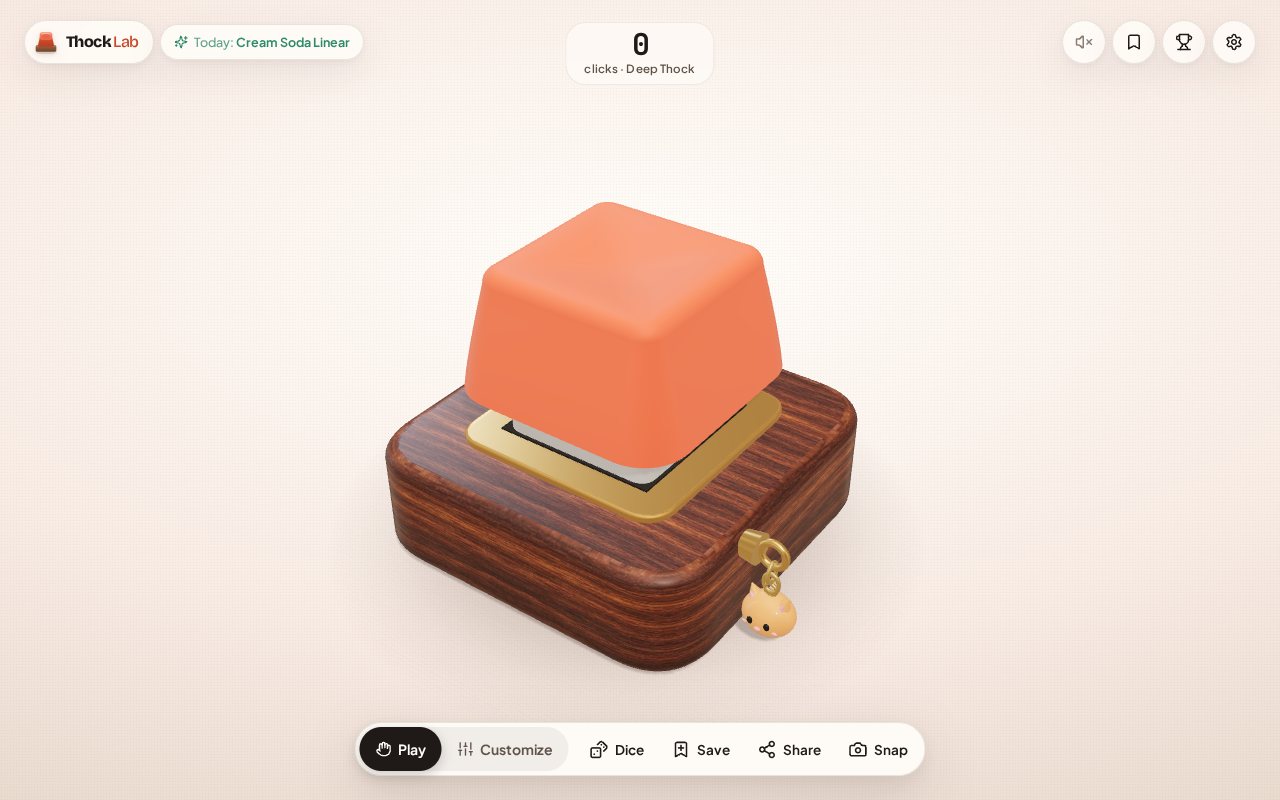 ThockLab
Today: Cream Soda Linear
0
clicks · Deep Thock
Play
Customize
Dice
Save
Share
Snap